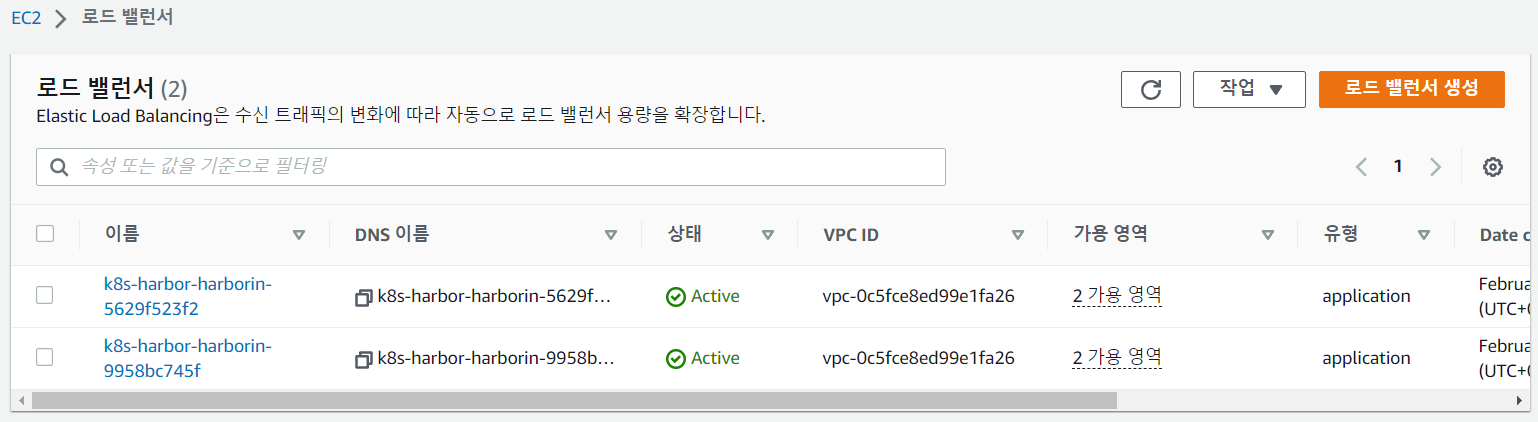 EC2 > 로드 밸런서
로드 밸런서 (2)
Elastic Load Balancing은 수신 트래픽의 변화에 따라 자동으로 로드 밸런서 용량을 확장합니다.
작업
로드 밸런서 생성
속성 또는 값을 기준으로 필터링
1
이름 DNS 이름 상태 VPC ID 가용 영역 유형 Date c
k8s-harbor-harborin-
5629f523f2
k8s-harbor-harborin-5629f... Active vpc-0c5fce8ed99e1fa26 2 가용 영역 application
Februa
(UTC+0
k8s-harbor-harborin-
9958bc745f
k8s-harbor-harborin-9958b... Active vpc-0c5fce8ed99e1fa26 2 가용 영역 application
Februa
(UTC+0